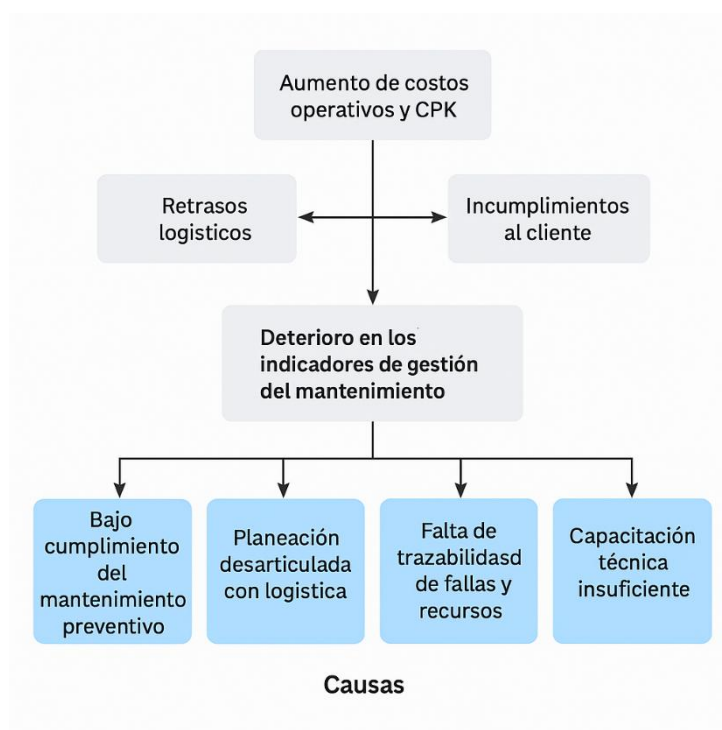 Aumento de costos
operativos y CPK
Retrasos
logisticos
Incumplimientos
al cliente
Deterioro en los
indicadores de gestión
del mantenimiento
Bajo
cumplimiento
del
mantenimiento
preventivo
Planeación
desarticulada
con logistica
Falta de
trazabilidasd
de fallas y
recursos
Capacitación
técnica
insuficiente
Causas